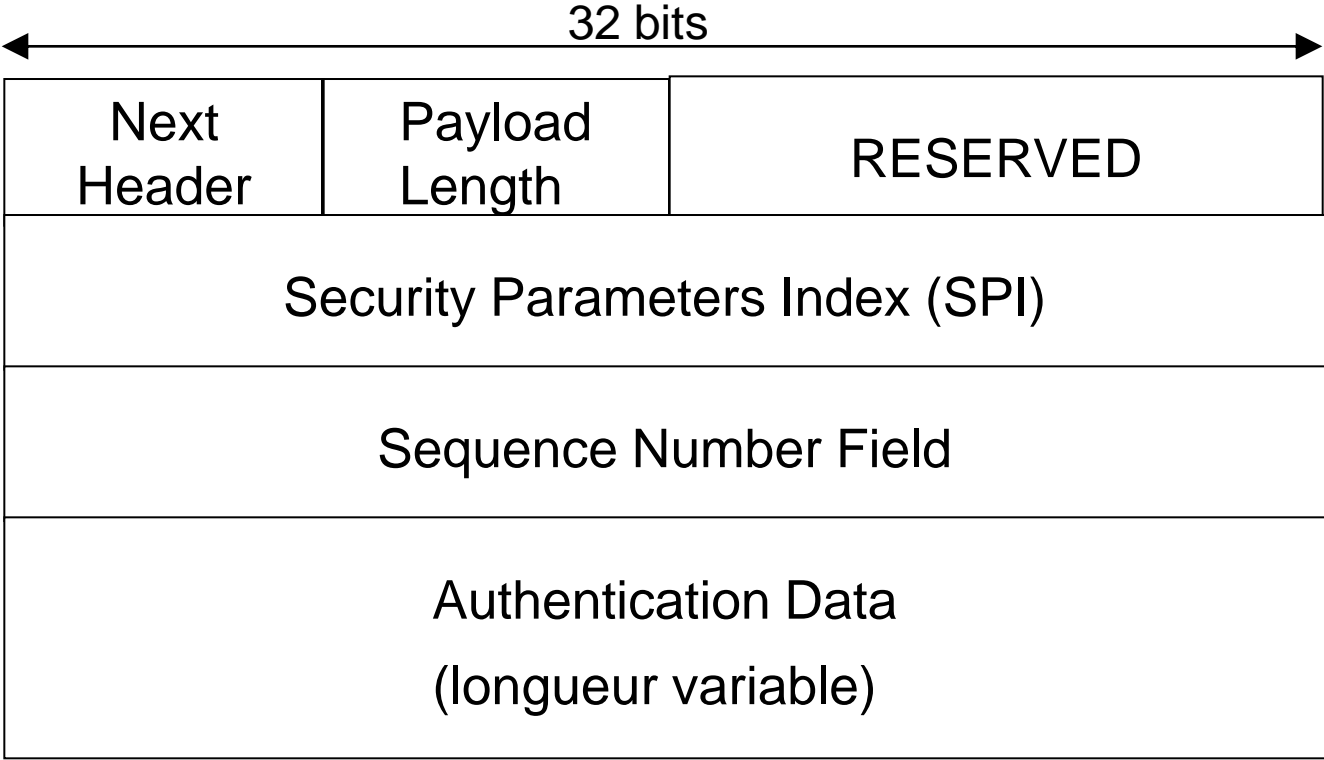 32 bits
Next
Header
Payload
Length
RESERVED
Security Parameters Index (SPI)
Sequence Number Field
Authentication Data
(longueur variable)